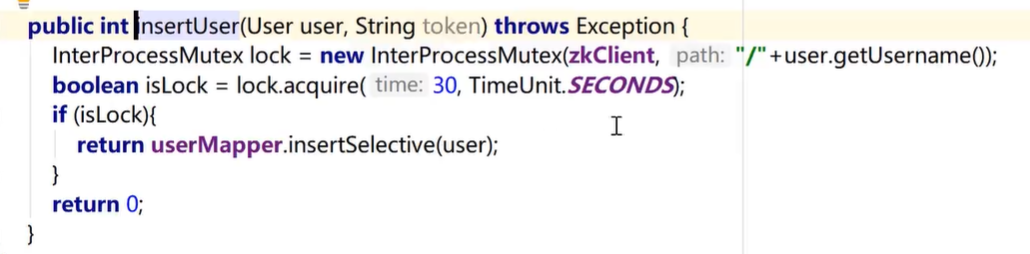 public int insertUser(User user, String token) throws Exception {
InterProcessMutex lock = new InterProcessMutex(zkClient, path: "/"+user.getUsername());
boolean isLock = lock.acquire( time: 30, TimeUnit.SECONDS);
if (isLock){
return userMapper.insertSelective(user);
}
return 0;
}